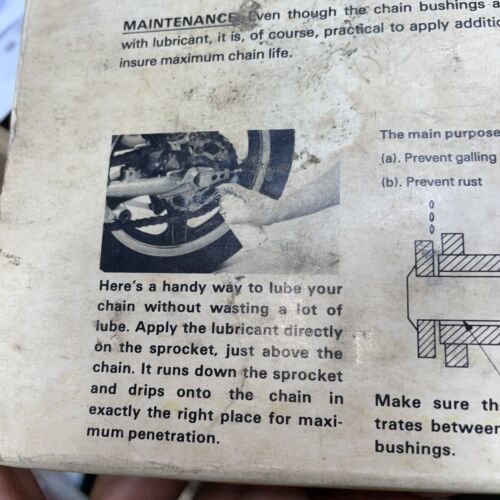 MAINTENANCE Even though the chain bushings a
with lubricant, it is, of course, practical to apply additio
insure maximum chain life.
The main purpose
(a). Prevent galling
(b). Prevent rust
Here's a handy way to lube your
chain without wasting a lot of
lube. Apply the lubricant directly
on the sprocket, just above the
chain. It runs down the sprocket
and drips onto the chain in
exactly the right place for maxi-
mum penetration.
Make sure th
trates between
bushings.